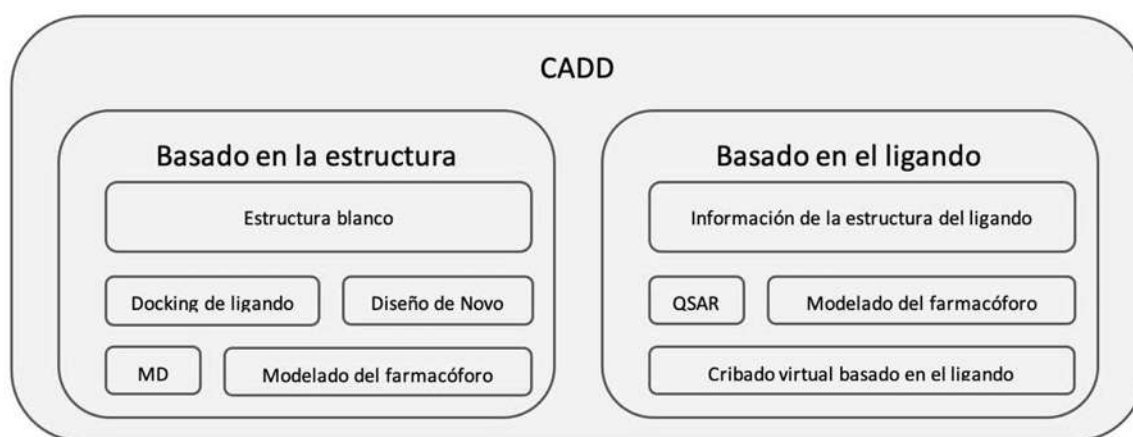 CADD
Basado en la estructura
Estructura blanco
Docking de ligando
Diseño de Novo
MD
Modelado del farmacóforo
Basado en el ligando
Información de la estructura del ligando
QSAR
Modelado del farmacóforo
Cribado virtual basado en el ligando